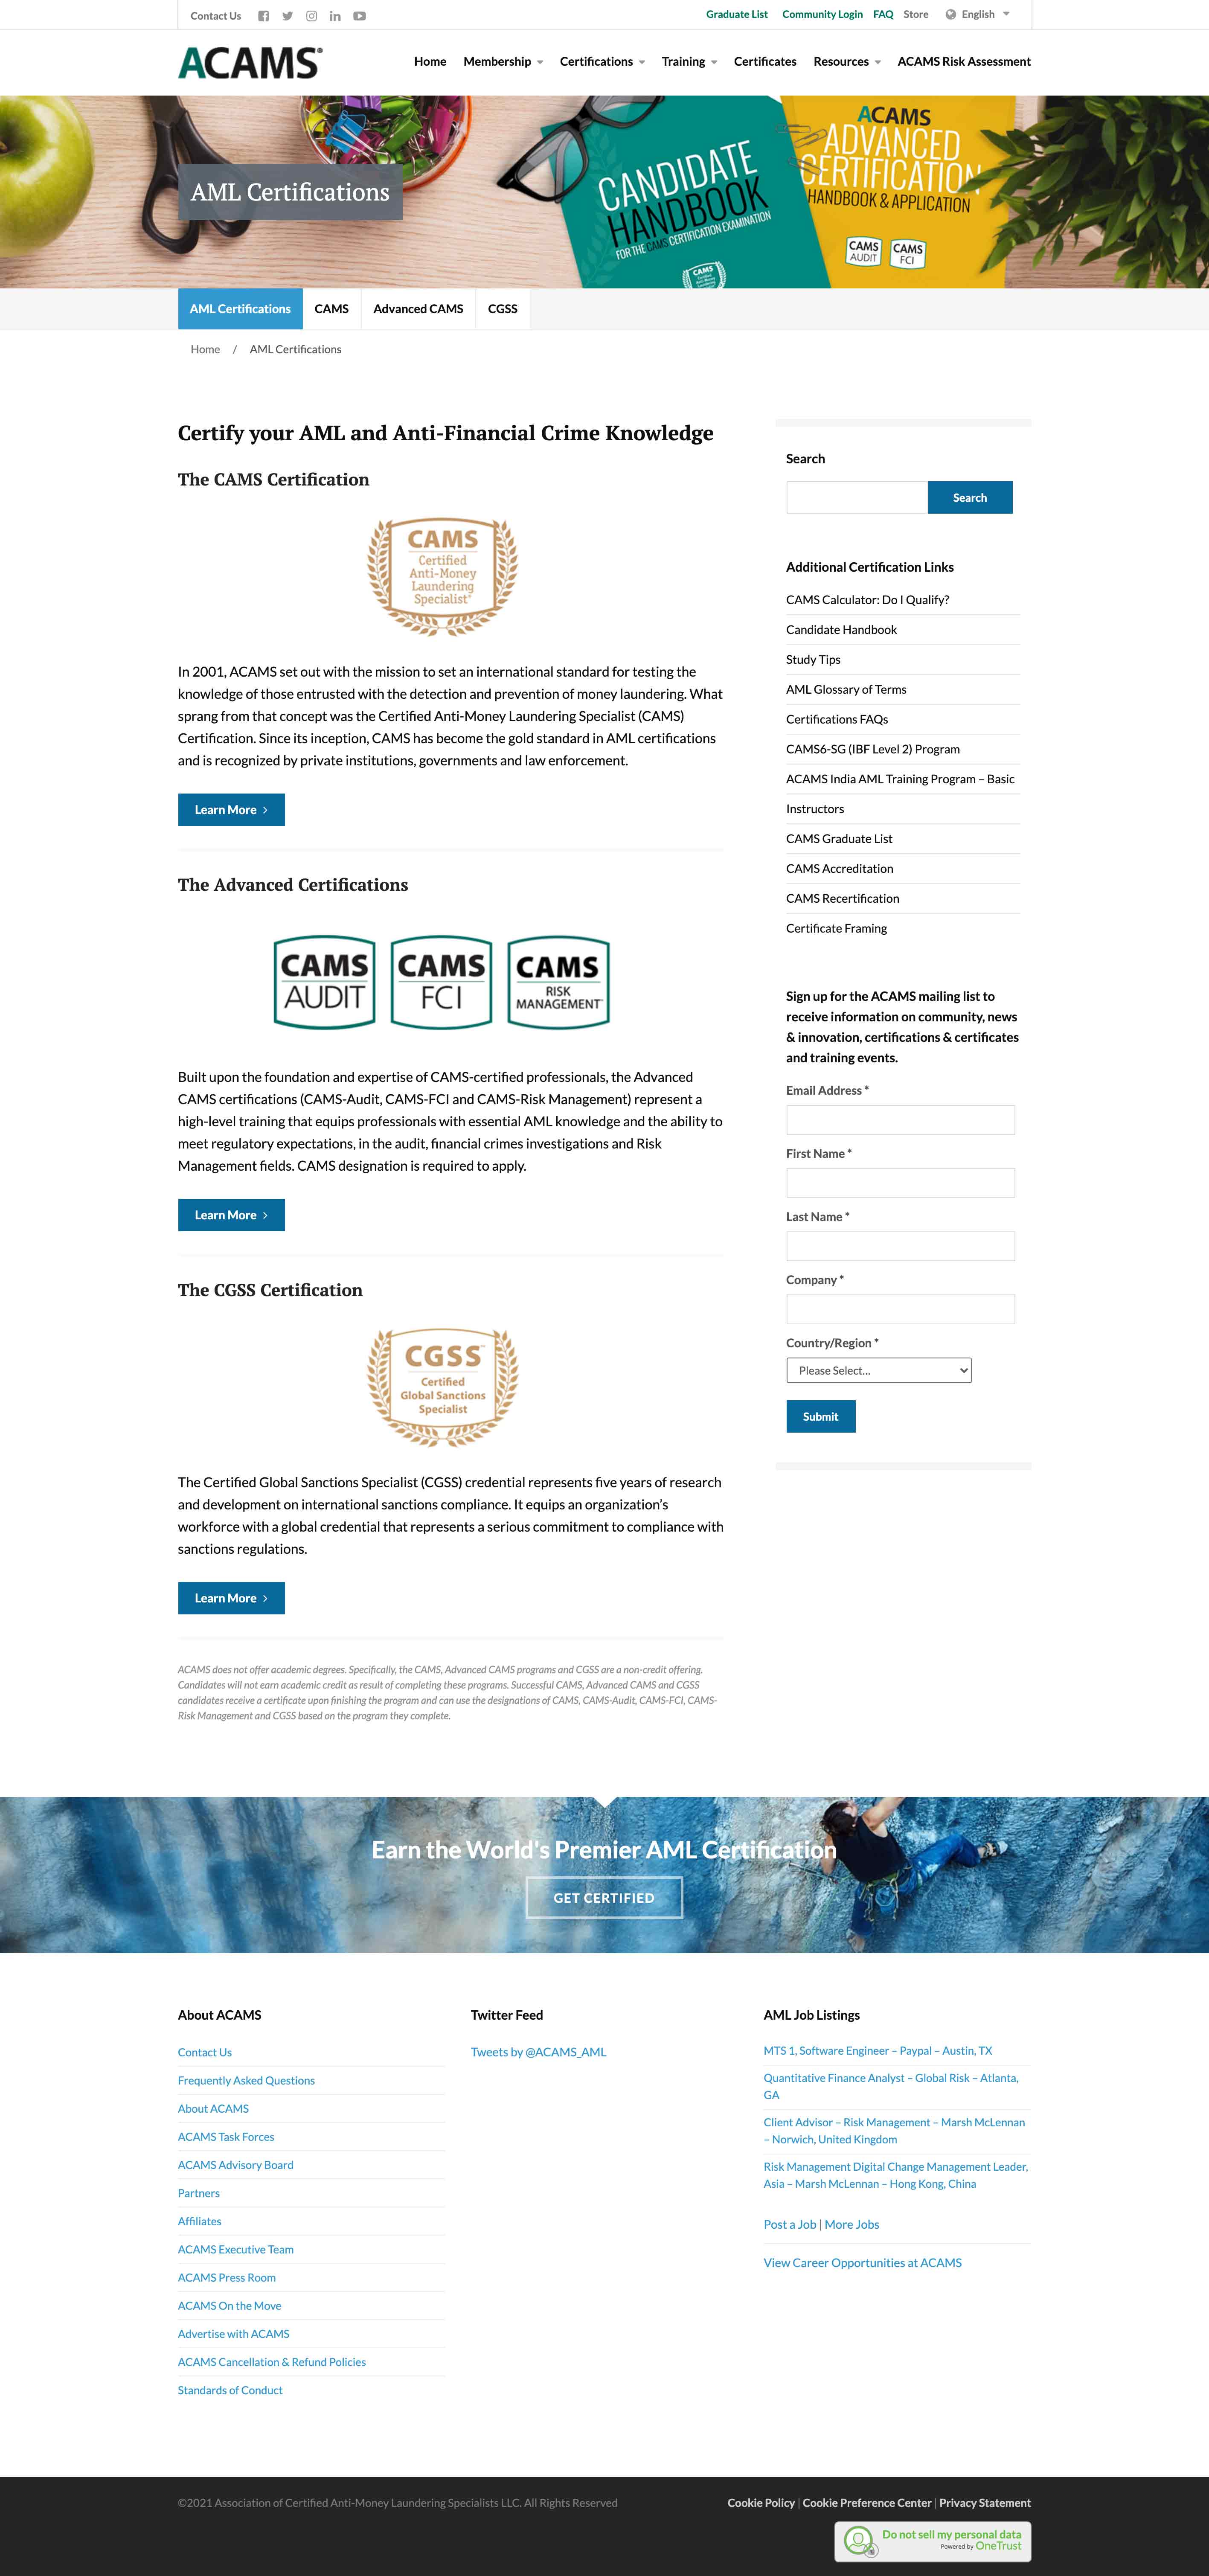 Contact Us
Graduate List Community Login FAQ Store English
ACAMS®
Home Membership Certifications Training Certificates Resources ACAMS Risk Assessment
AML Certifications
CANDIDATE
HANDBOOK
FOR THE CAMS CERTIFICATION EXAMINATION
CAMS
ACAMS
ADVANCED
CERTIFICATION
HANDBOOK & APPLICATION
CAMS
AUDIT
CAMS
FCI
AML Certifications CAMS Advanced CAMS CGSS
Home / AML Certifications
Certify your AML and Anti-Financial Crime Knowledge
The CAMS Certification
CAMS
Certified
Anti-Money
Laundering
Specialist®
In 2001, ACAMS set out with the mission to set an international standard for testing the
knowledge of those entrusted with the detection and prevention of money laundering. What
sprang from that concept was the Certified Anti-Money Laundering Specialist (CAMS)
Certification. Since its inception, CAMS has become the gold standard in AML certifications
and is recognized by private institutions, governments and law enforcement.
Learn More >
The Advanced Certifications
CAMS
AUDIT
CAMS
FCI
CAMS
RISK
MANAGEMENT
Built upon the foundation and expertise of CAMS-certified professionals, the Advanced
CAMS certifications (CAMS-Audit, CAMS-FCI and CAMS-Risk Management) represent a
high-level training that equips professionals with essential AML knowledge and the ability to
meet regulatory expectations, in the audit, financial crimes investigations and Risk
Management fields. CAMS designation is required to apply.
Learn More >
The CGSS Certification
CGSS
Certified
Global Sanctions
Specialist
The Certified Global Sanctions Specialist (CGSS) credential represents five years of research
and development on international sanctions compliance. It equips an organization’s
workforce with a global credential that represents a serious commitment to compliance with
sanctions regulations.
Learn More >
ACAMS does not offer academic degrees. Specifically, the CAMS, Advanced CAMS programs and CGSS are a non-credit offering.
Candidates will not earn academic credit as result of completing these programs. Successful CAMS, Advanced CAMS and CGSS
candidates receive a certificate upon finishing the program and can use the designations of CAMS, CAMS-Audit, CAMS-FCI, CAMS-
Risk Management and CGSS based on the program they complete.
Search
Search
Additional Certification Links
CAMS Calculator: Do I Qualify?
Candidate Handbook
Study Tips
AML Glossary of Terms
Certifications FAQs
CAMS6-SG (IBF Level 2) Program
ACAMS India AML Training Program – Basic
Instructors
CAMS Graduate List
CAMS Accreditation
CAMS Recertification
Certificate Framing
Sign up for the ACAMS mailing list to
receive information on community, news
& innovation, certifications & certificates
and training events.
Email Address *
First Name *
Last Name *
Company *
Country/Region *
Please Select...
Submit
Earn the World's Premier AML Certification
GET CERTIFIED
About ACAMS
Contact Us
Frequently Asked Questions
About ACAMS
ACAMS Task Forces
ACAMS Advisory Board
Partners
Affiliates
ACAMS Executive Team
ACAMS Press Room
ACAMS On the Move
Advertise with ACAMS
ACAMS Cancellation & Refund Policies
Standards of Conduct
Twitter Feed
Tweets by @ACAMS_AML
AML Job Listings
MTS 1, Software Engineer – Paypal – Austin, TX
Quantitative Finance Analyst – Global Risk – Atlanta,
GA
Client Advisor – Risk Management – Marsh McLennan
– Norwich, United Kingdom
Risk Management Digital Change Management Leader,
Asia – Marsh McLennan – Hong Kong, China
Post a Job | More Jobs
View Career Opportunities at ACAMS
©2021 Association of Certified Anti-Money Laundering Specialists LLC. All Rights Reserved
Cookie Policy | Cookie Preference Center | Privacy Statement
Do not sell my personal data
Powered by OneTrust